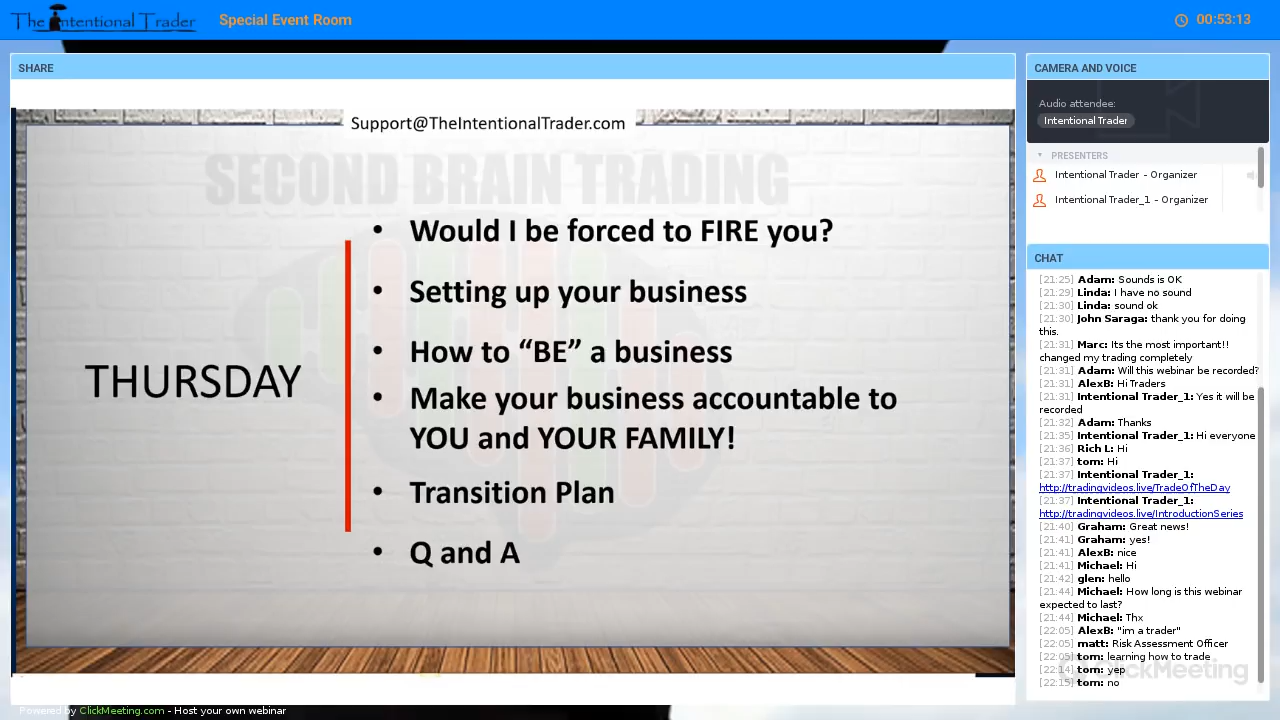 The Intentional Trader
Special Event Room
00:53:13
SHARE
Support@TheIntentionalTrader.com
SECOND BRAIN TRADING
THURSDAY
• Would I be forced to FIRE you?
• Setting up your business
• How to “BE” a business
• Make your business accountable to
YOU and YOUR FAMILY!
• Transition Plan
• Q and A
CAMERA AND VOICE
Audio attendee:
Intentional Trader
PRESENTERS
Intentional Trader - Organizer
Intentional Trader_1 - Organizer
CHAT
[21:25] Adam: Sounds is OK
[21:29] Linda: I have no sound
[21:30] Linda: sound ok
[21:30] John Saraga: thank you for doing
this.
[21:31] Marc: Its the most important!!
changed my trading completely
[21:31] Adam: Will this webinar be recorded?
[21:31] AlexB: Hi Traders
[21:31] Intentional Trader_1: Yes it will be
recorded
[21:32] Adam: Thanks
[21:35] Intentional Trader_1: Hi everyone
[21:36] Rich L: Hi
[21:37] tom: Hi
[21:37] Intentional Trader_1:
http://tradingvideos.live/TradeOfTheDay
[21:37] Intentional Trader_1:
http://tradingvideos.live/IntroductionSeries
[21:40] Graham: Great news!
[21:41] Graham: yes!
[21:41] AlexB: nice
[21:41] Michael: Hi
[21:42] glen: hello
[21:44] Michael: How long is this webinar
expected to last?
[21:44] Michael: Thx
[22:05] AlexB: "im a trader"
[22:05] matt: Risk Assessment Officer
[22:05] tom: learning how to trade
[22:14] tom: yep
[22:15] tom: no
ClickMeeting
Powered by ClickMeeting.com - Host your own webinar